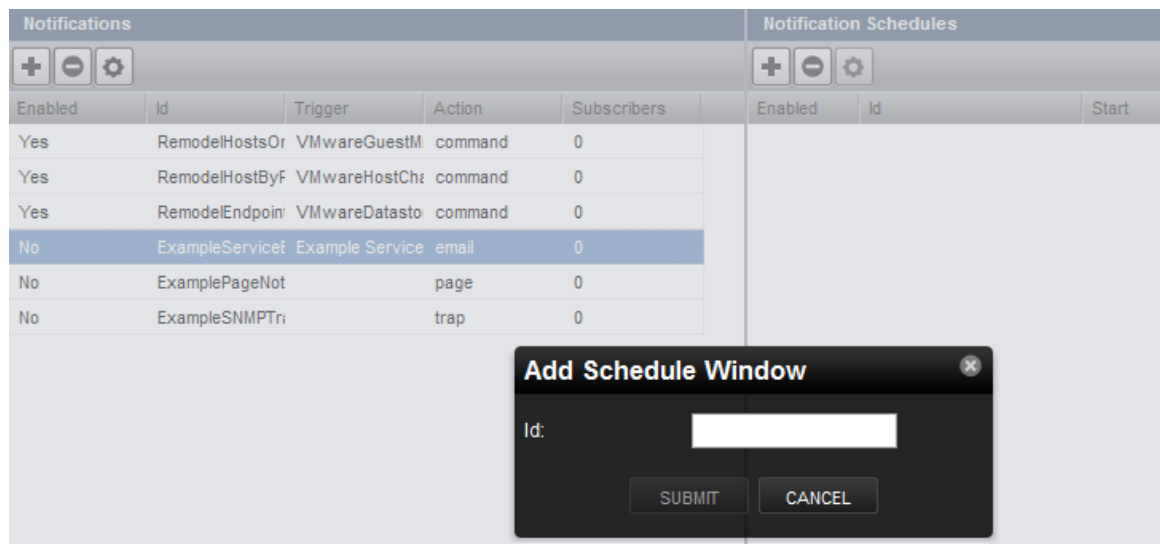 Notifications
Notification Schedules
Enabled Id Trigger Action Subscribers
Enabled Id Start
Yes RemodelHostsOr VMwareGuestMi command 0
Yes RemodelHostByF VMwareHostCha command 0
Yes RemodelEndpoint VMwareDatasto command 0
No ExampleServiceE Example Service email 0
No ExamplePageNot page 0
No ExampleSNMPTra trap 0
Add Schedule Window
Id:
SUBMIT CANCEL